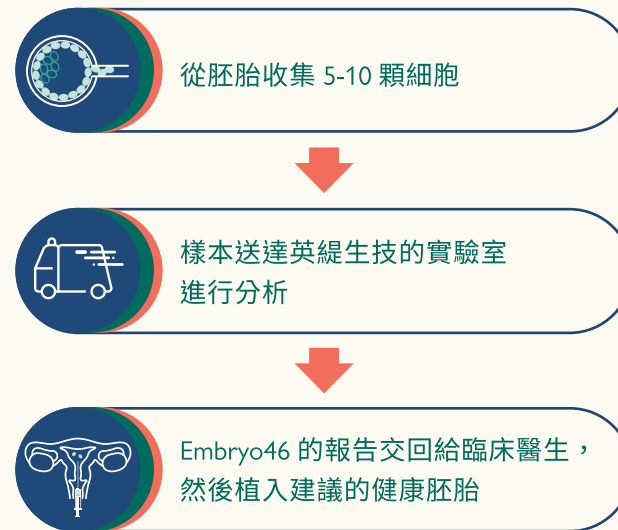 從胚胎收集 5-10 顆細胞
樣本送達英緹生技的實驗室
進行分析
Embryo46 的報告交回給臨床醫生，
然後植入建議的健康胚胎